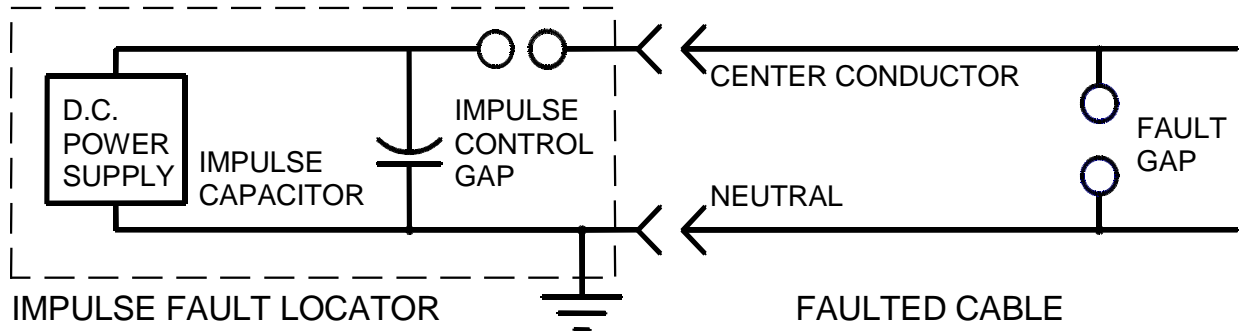 D.C.
POWER
SUPPLY
IMPULSE
CAPACITOR
IMPULSE
CONTROL
GAP
CENTER CONDUCTOR
NEUTRAL
FAULT
GAP
IMPULSE FAULT LOCATOR
FAULTED CABLE